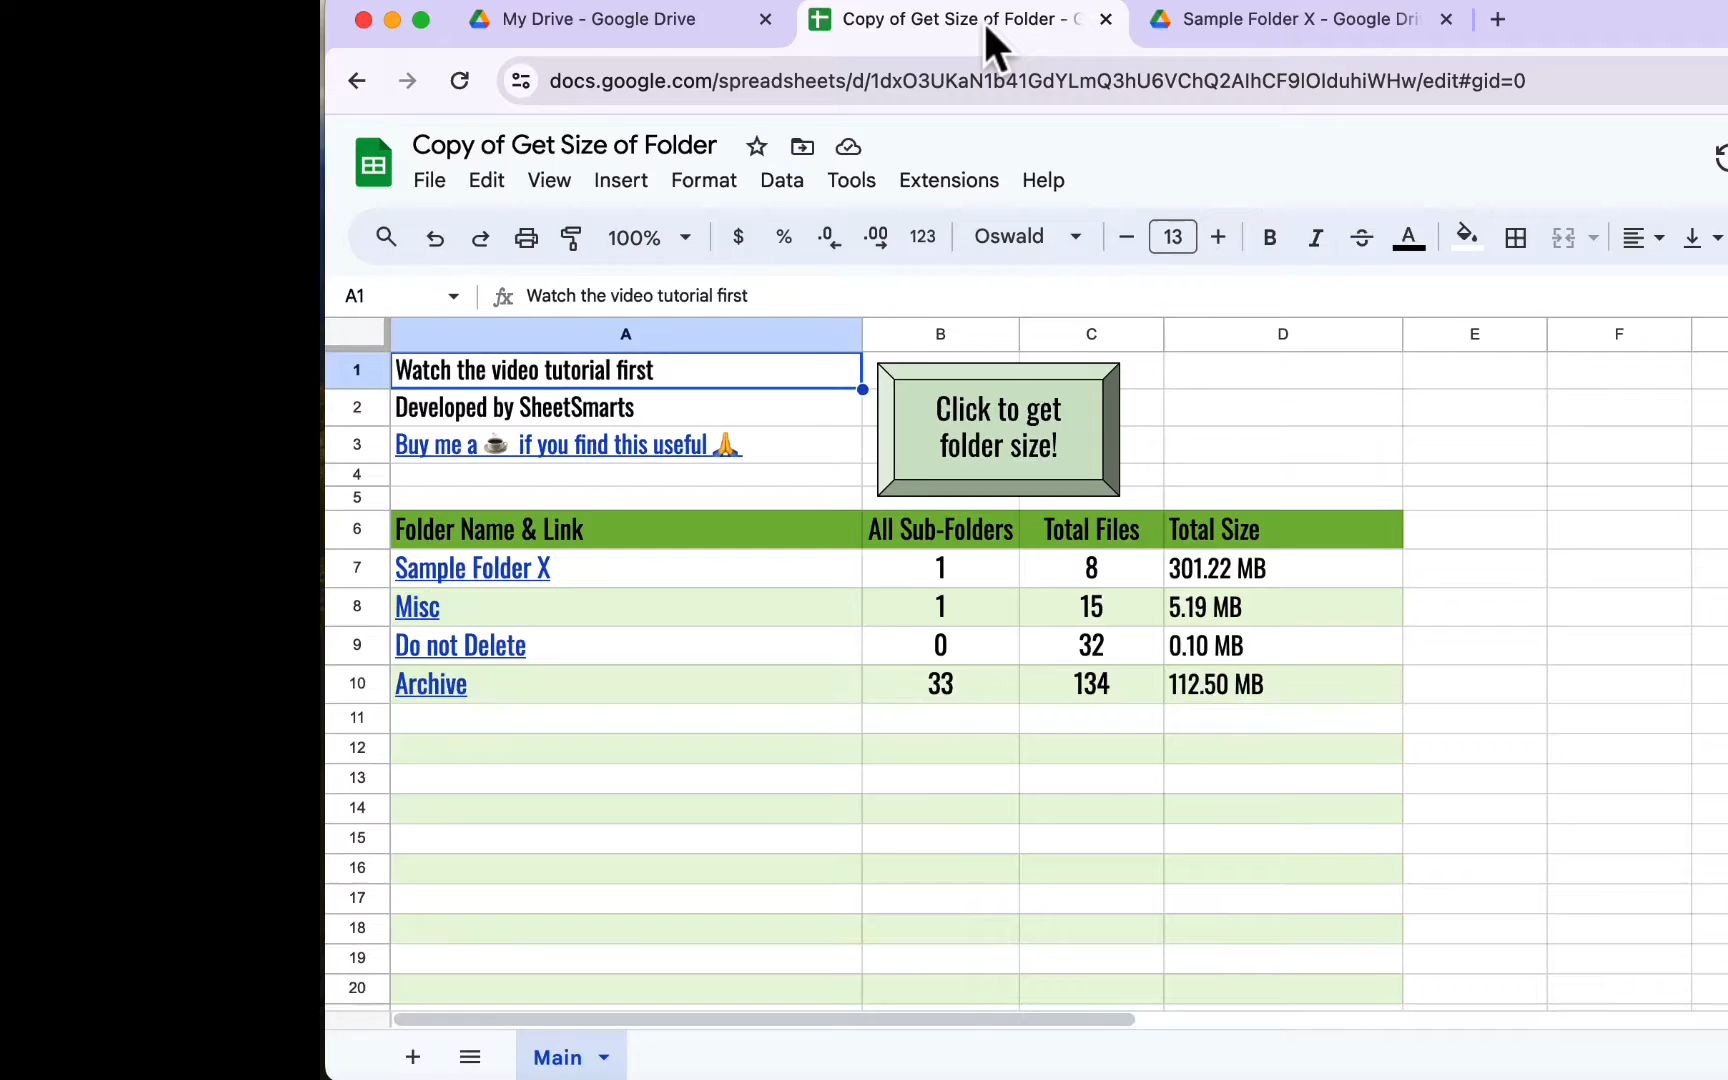 My Drive - Google Drive
Copy of Get Size of Folder - G
Sample Folder X - Google Dri
docs.google.com/spreadsheets/d/1dxO3UKaN1b41GdYLmQ3hU6VChQ2AIhCF9lOIduhiWHw/edit#gid=0
Copy of Get Size of Folder
File Edit View Insert Format Data Tools Extensions Help
100% $ % .0 .00 123 Oswald 13 B I A
A1 fx Watch the video tutorial first
A B C D E F
1 Watch the video tutorial first
2 Developed by SheetSmarts
3 Buy me a ☕ if you find this useful 🙏
Click to get
folder size!
4
5
6 Folder Name & Link All Sub-Folders Total Files Total Size
7 Sample Folder X 1 8 301.22 MB
8 Misc 1 15 5.19 MB
9 Do not Delete 0 32 0.10 MB
10 Archive 33 134 112.50 MB
11
12
13
14
15
16
17
18
19
20
Main